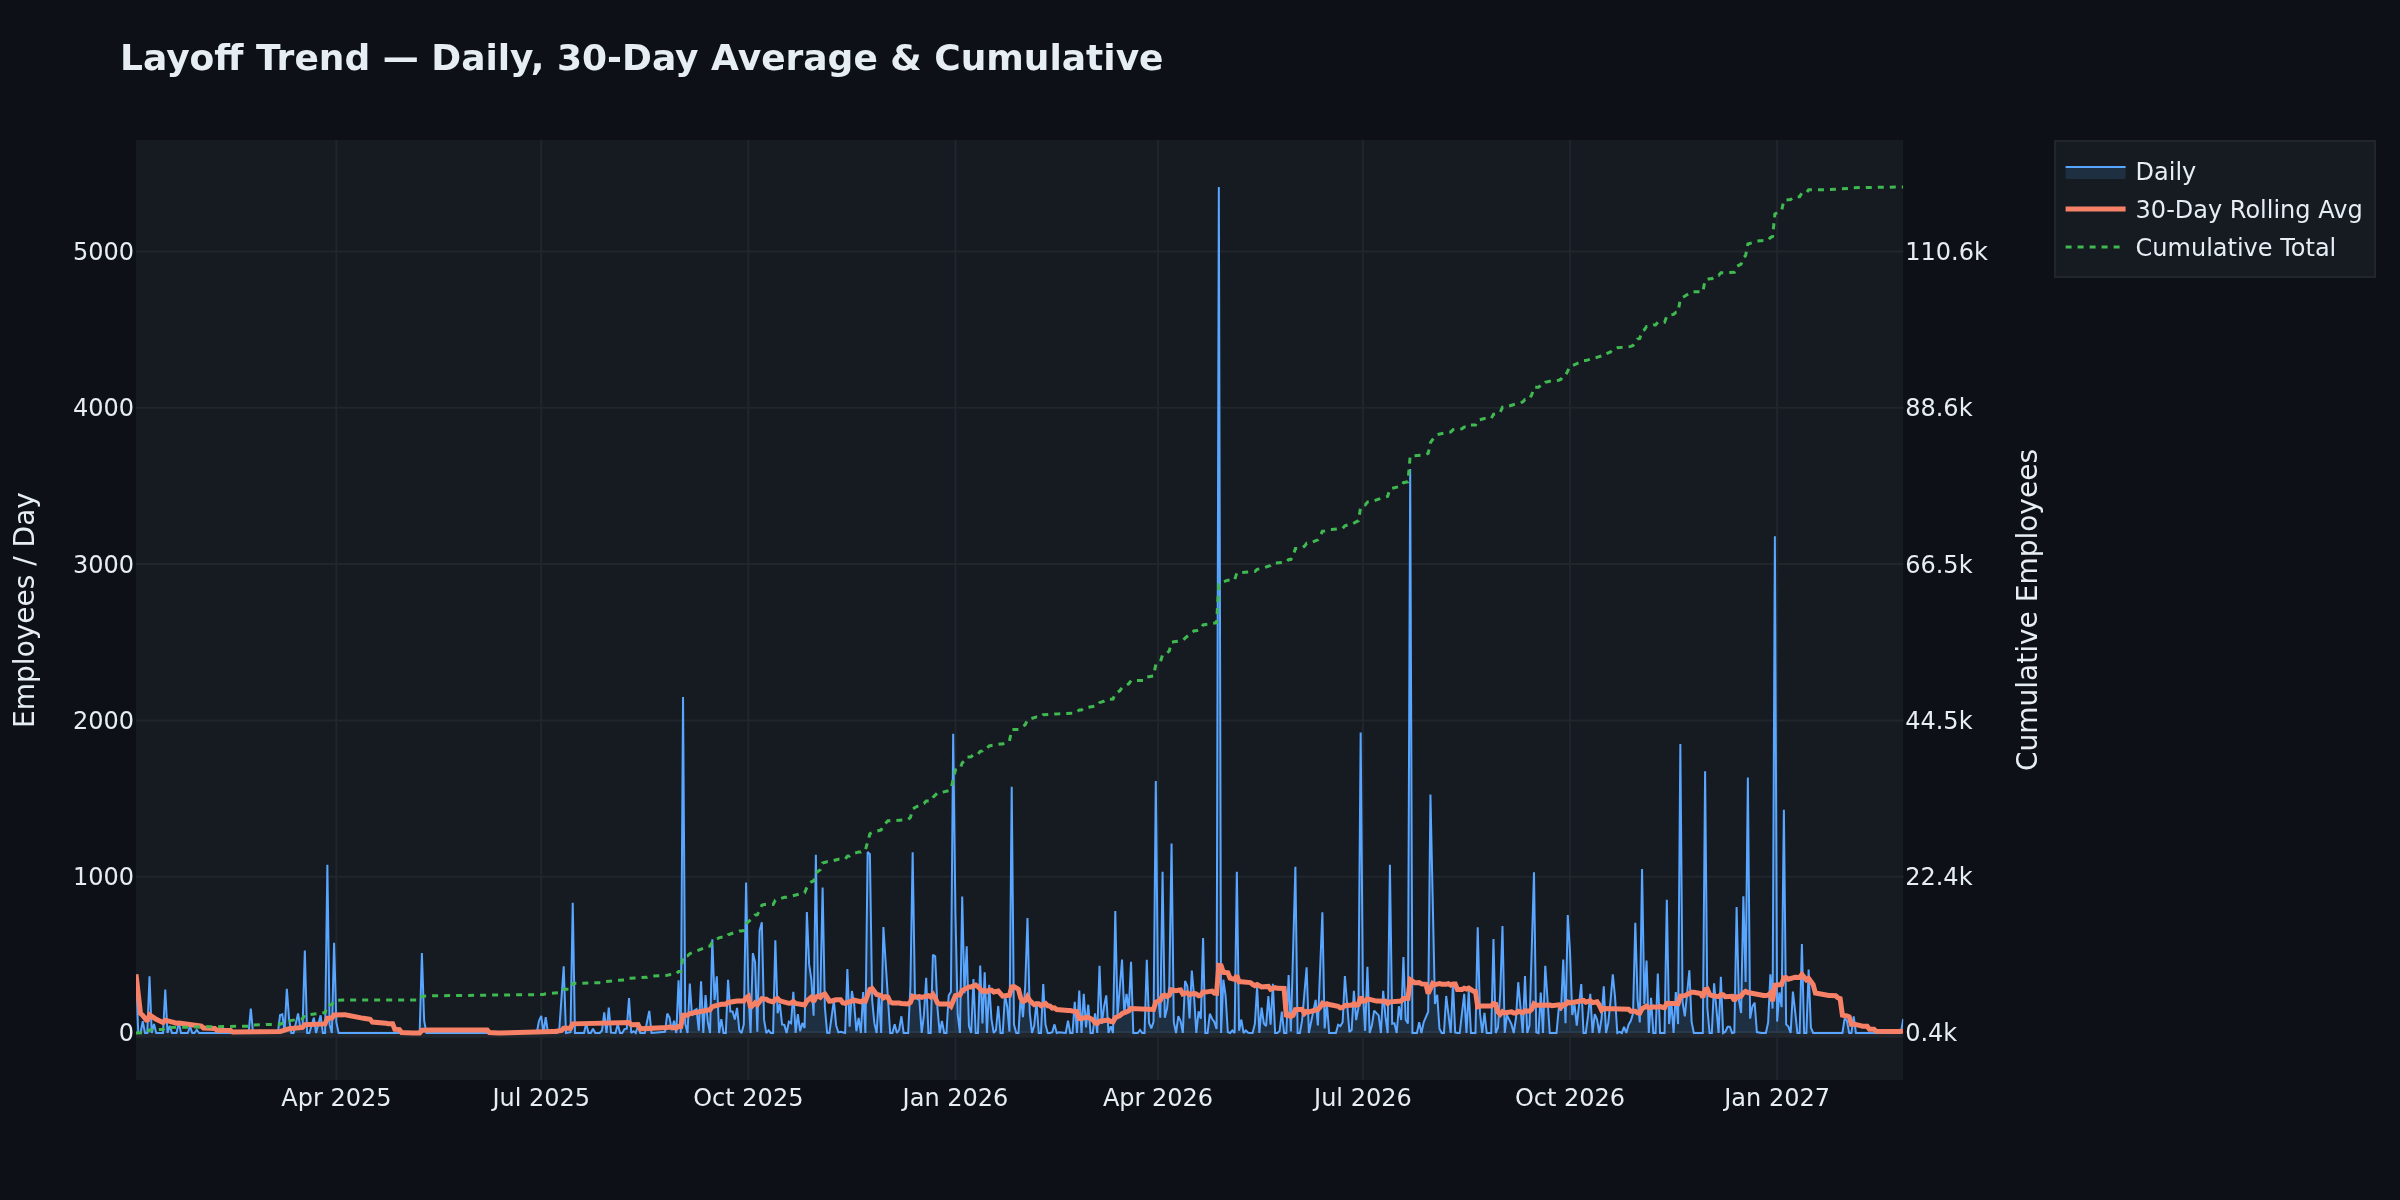 Layoff Trend — Daily, 30-Day Average & Cumulative
Daily
30-Day Rolling Avg
Cumulative Total
Employees / Day
5000
4000
3000
2000
1000
0
110.6k
88.6k
66.5k
44.5k
22.4k
0.4k
Cumulative Employees
Apr 2025
Jul 2025
Oct 2025
Jan 2026
Apr 2026
Jul 2026
Oct 2026
Jan 2027